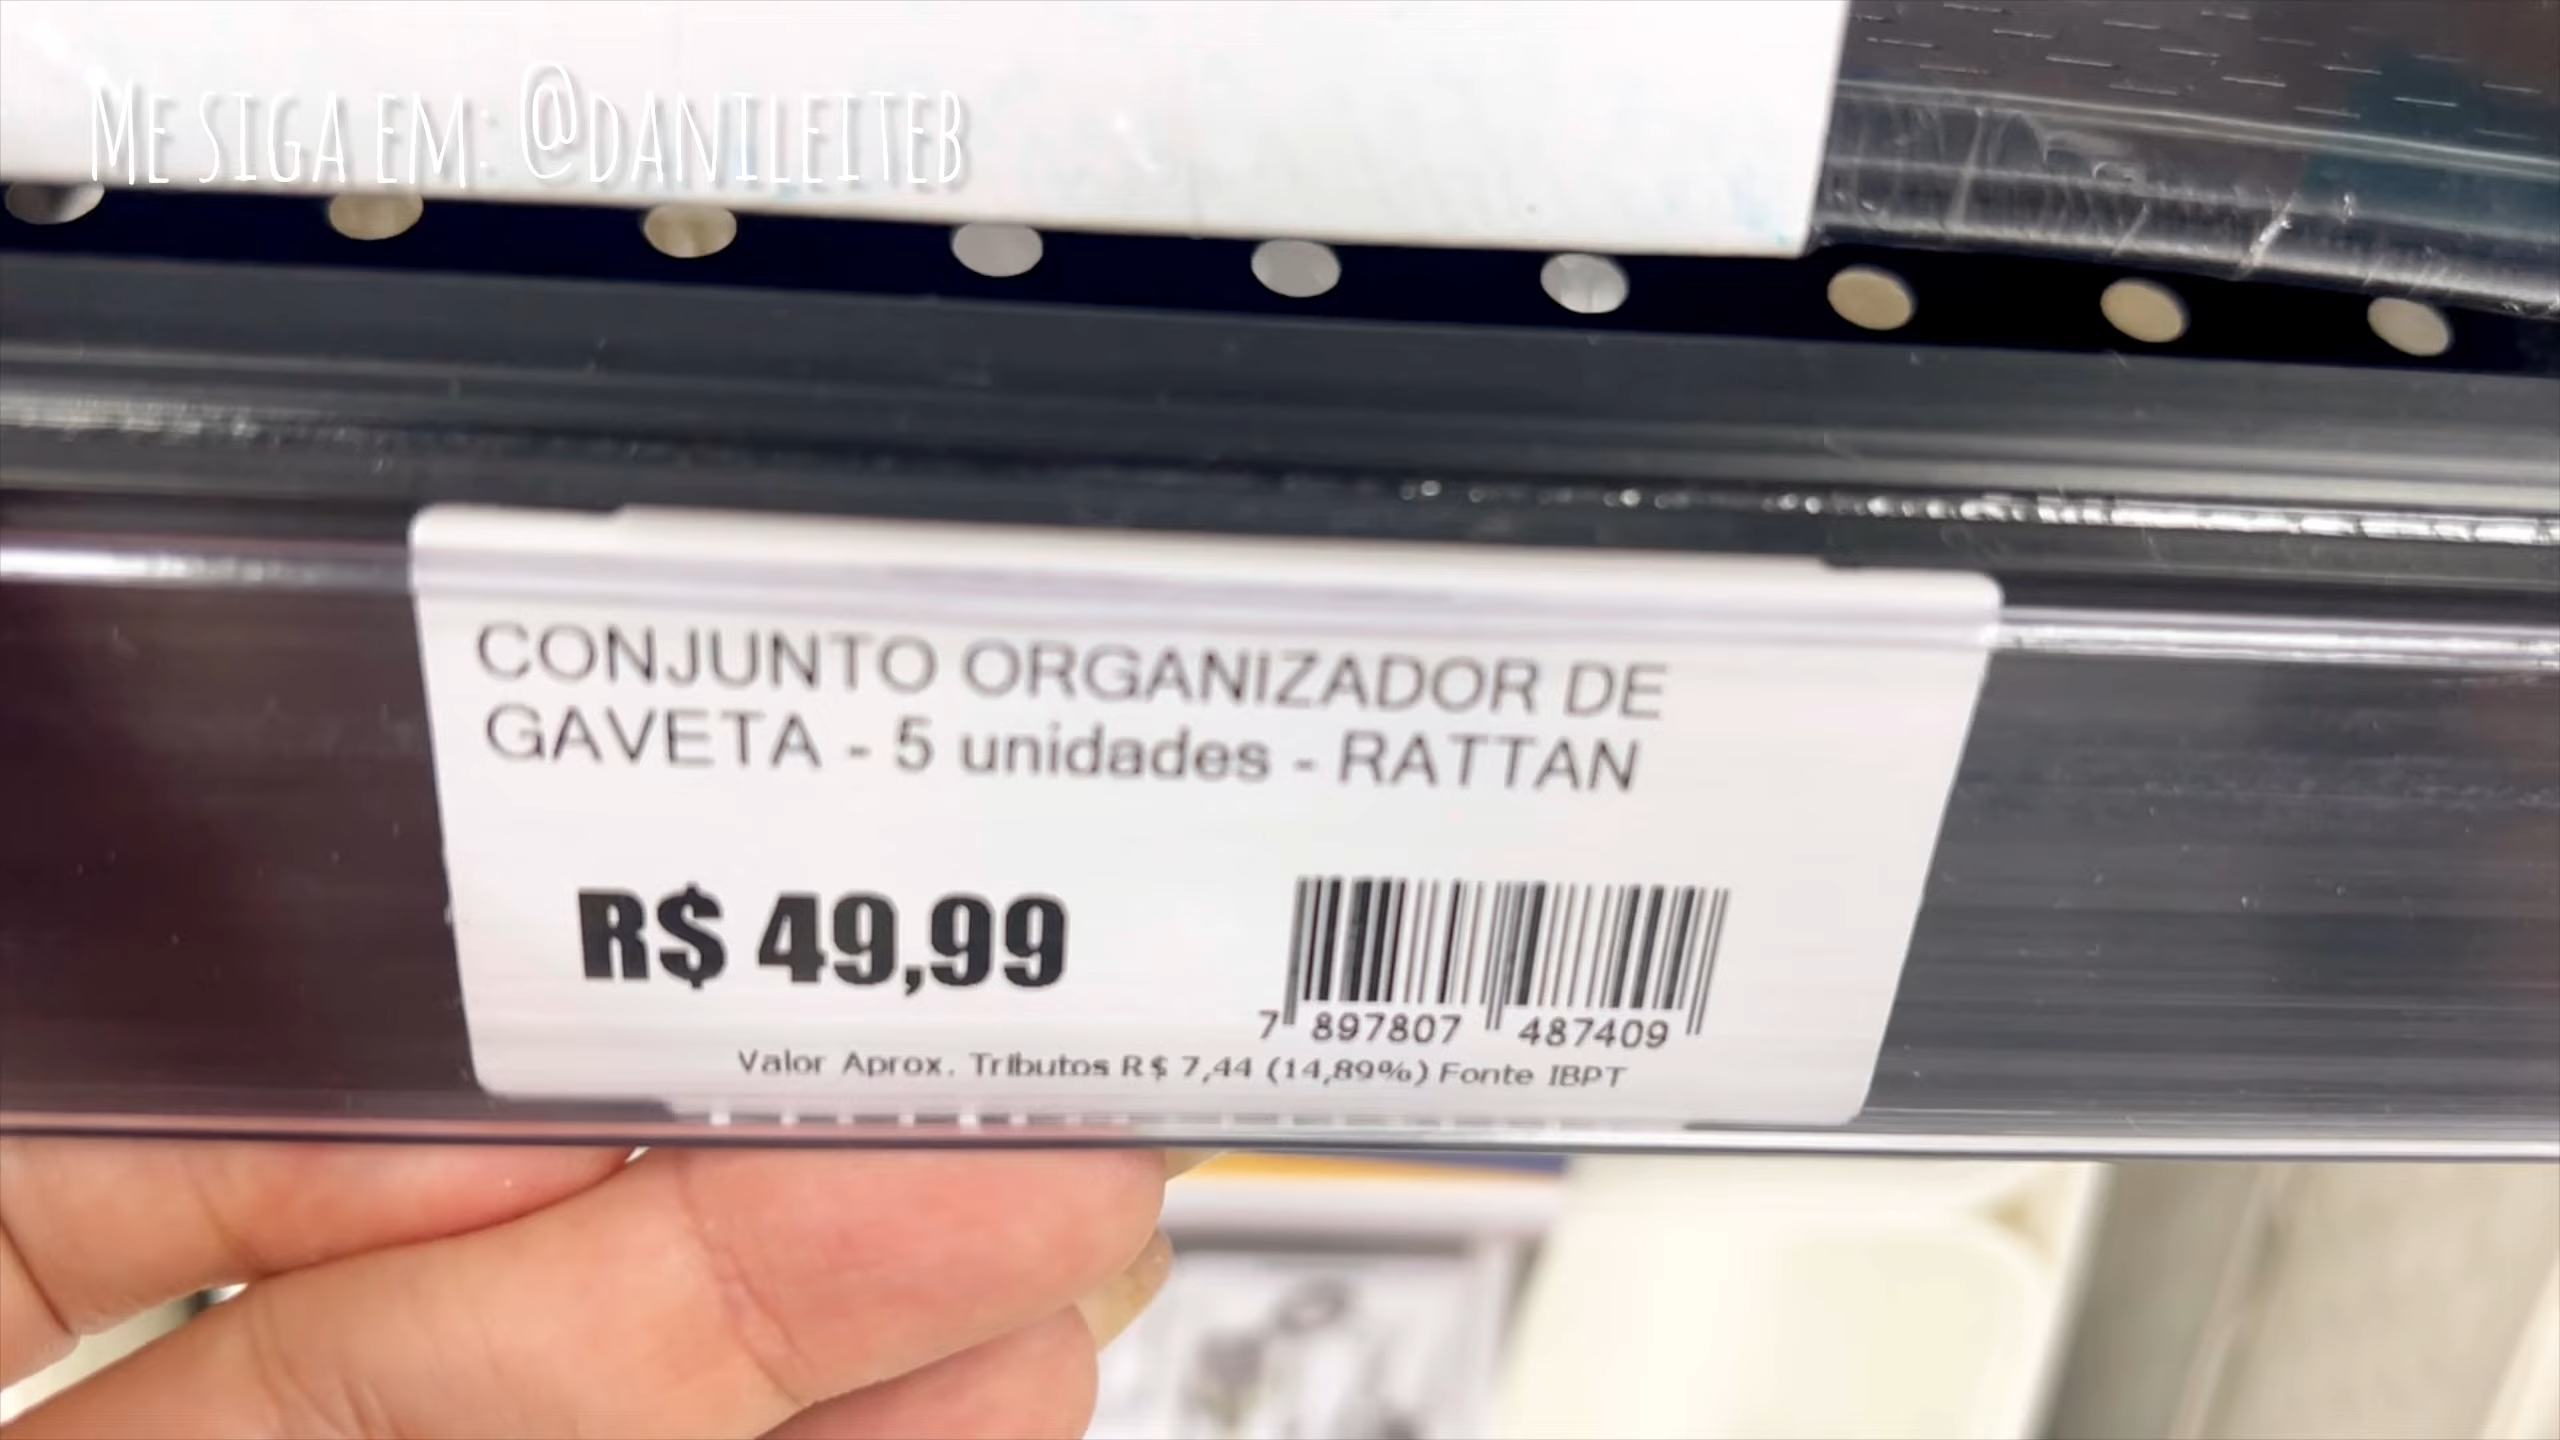 ME SIGA EM: @DANILEITEB
CONJUNTO ORGANIZADOR DE
GAVETA - 5 unidades - RATTAN
R$ 49,99
7 897807 487409
Valor Aprox. Tributos R$ 7,44 (14,89%) Fonte IBPT